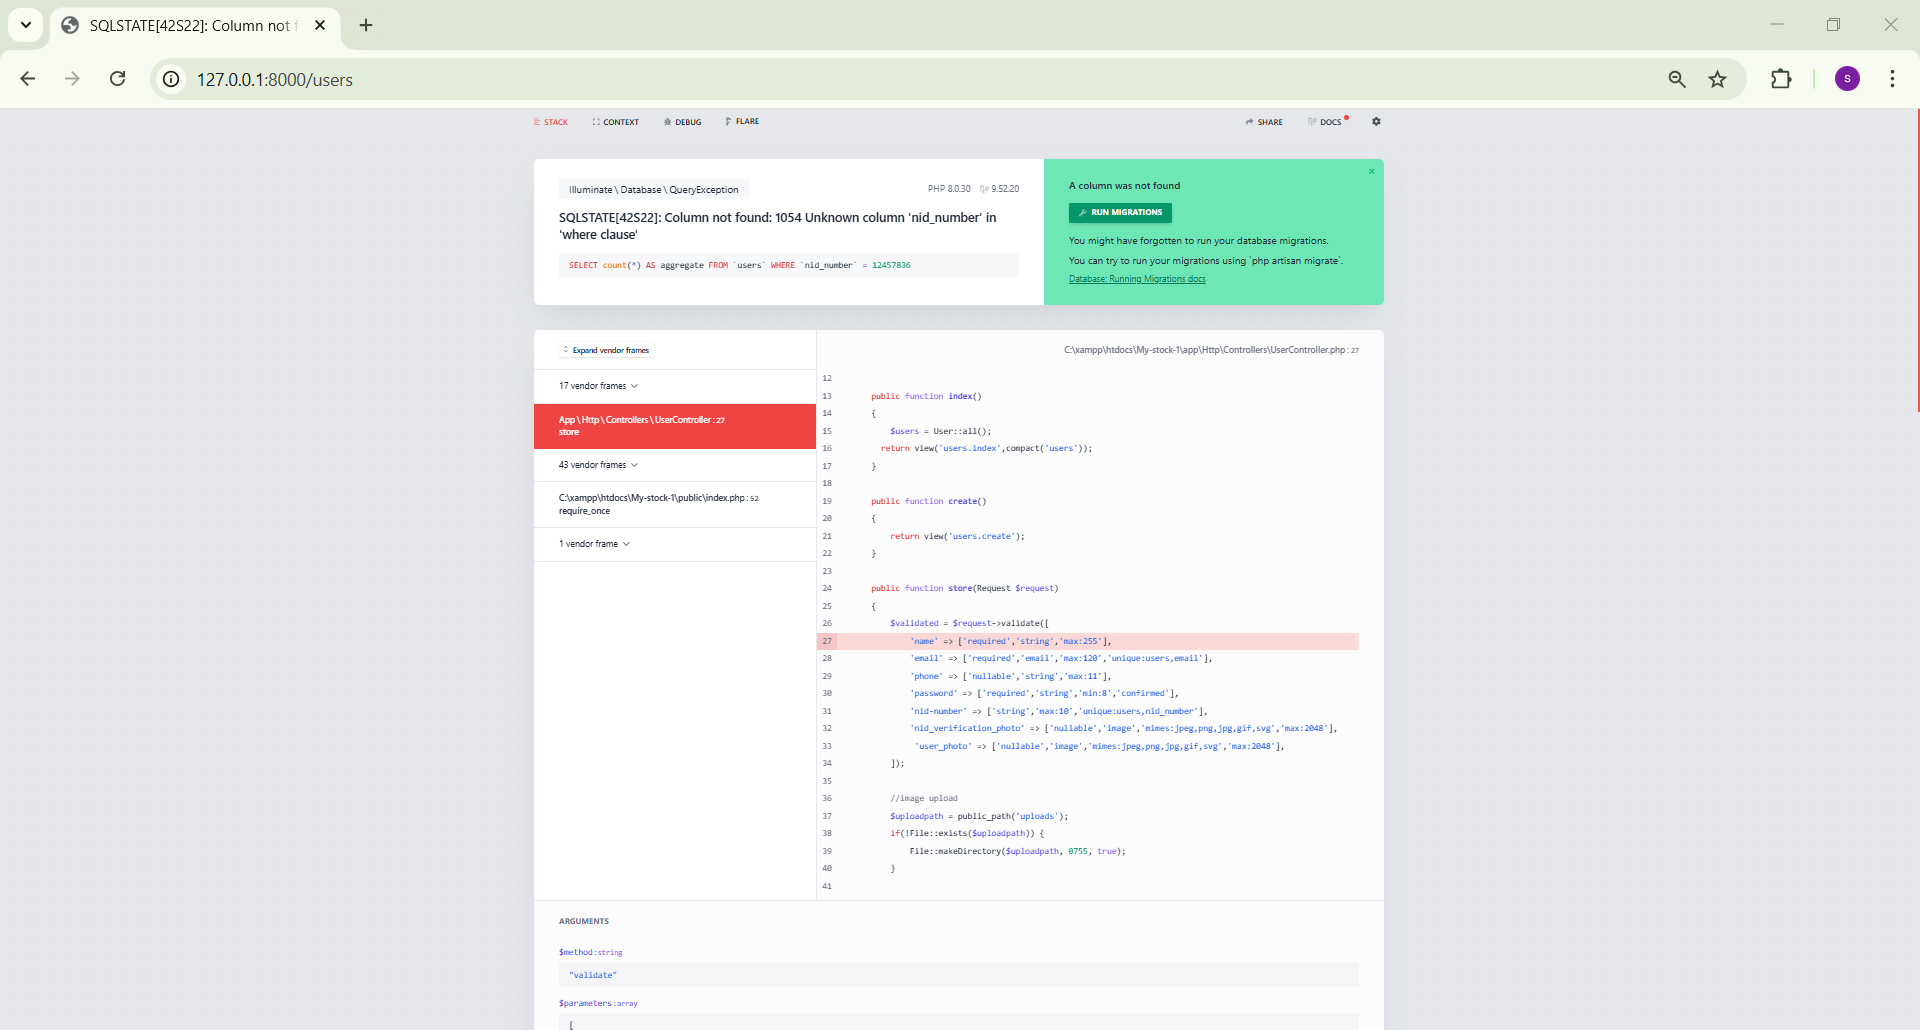 SQLSTATE[42S22]: Column not f
127.0.0.1:8000/users
S
STACK CONTEXT DEBUG FLARE SHARE DOCS
Illuminate \ Database \ QueryException PHP 8.0.30 9.52.20
SQLSTATE[42S22]: Column not found: 1054 Unknown column 'nid_number' in
'where clause'
SELECT count(*) AS aggregate FROM `users` WHERE `nid_number` = 12457836
A column was not found
RUN MIGRATIONS
You might have forgotten to run your database migrations.
You can try to run your migrations using `php artisan migrate`.
Database: Running Migrations docs
Expand vendor frames
17 vendor frames
App \ Http \ Controllers \ UserController : 27
store
43 vendor frames
C:\xampp\htdocs\My-stock-1\public\index.php : 52
require_once
1 vendor frame
C:\xampp\htdocs\My-stock-1\app\Http\Controllers\UserController.php : 27
12
13 public function index()
14 {
15 $users = User::all();
16 return view('users.index',compact('users'));
17 }
18
19 public function create()
20 {
21 return view('users.create');
22 }
23
24 public function store(Request $request)
25 {
26 $validated = $request->validate([
27 'name' => ['required','string','max:255'],
28 'email' => ['required','email','max:120','unique:users,email'],
29 'phone' => ['nullable','string','max:11'],
30 'password' => ['required','string','min:8','confirmed'],
31 'nid-number' => ['string','max:10','unique:users,nid_number'],
32 'nid_verification_photo' => ['nullable','image','mimes:jpeg,png,jpg,gif,svg','max:2048'],
33 'user_photo' => ['nullable','image','mimes:jpeg,png,jpg,gif,svg','max:2048'],
34 ]);
35
36 //image upload
37 $uploadpath = public_path('uploads');
38 if(!File::exists($uploadpath)) {
39 File::makeDirectory($uploadpath, 0755, true);
40 }
41
ARGUMENTS
$method:string
"validate"
$parameters:array
[